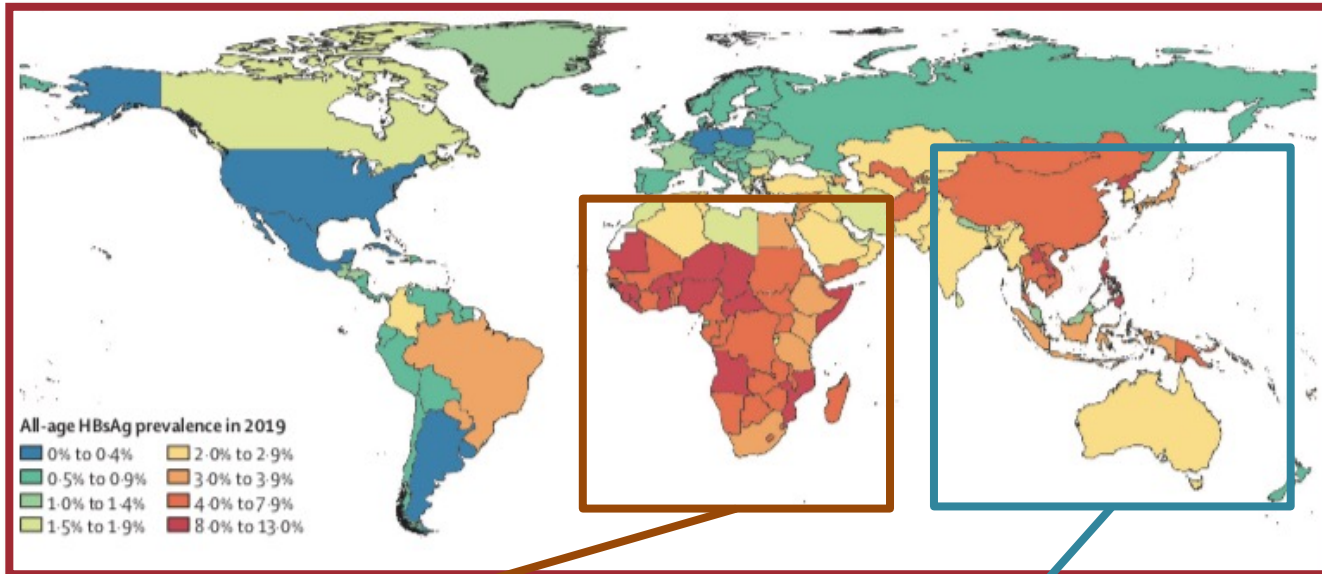 All-age HBsAg prevalence in 2019
0% to 0·4%
0·5% to 0·9%
1·0% to 1·4%
1·5% to 1·9%
2·0% to 2·9%
3·0% to 3·9%
4·0% to 7·9%
8·0% to 13·0%